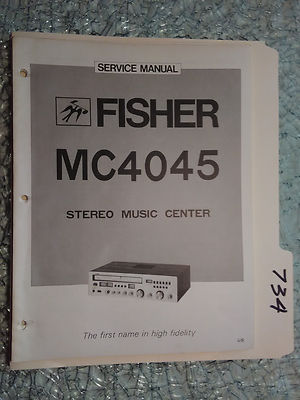 SERVICE MANUAL
FISHER
MC4045
STEREO MUSIC CENTER
The first name in high fidelity
734